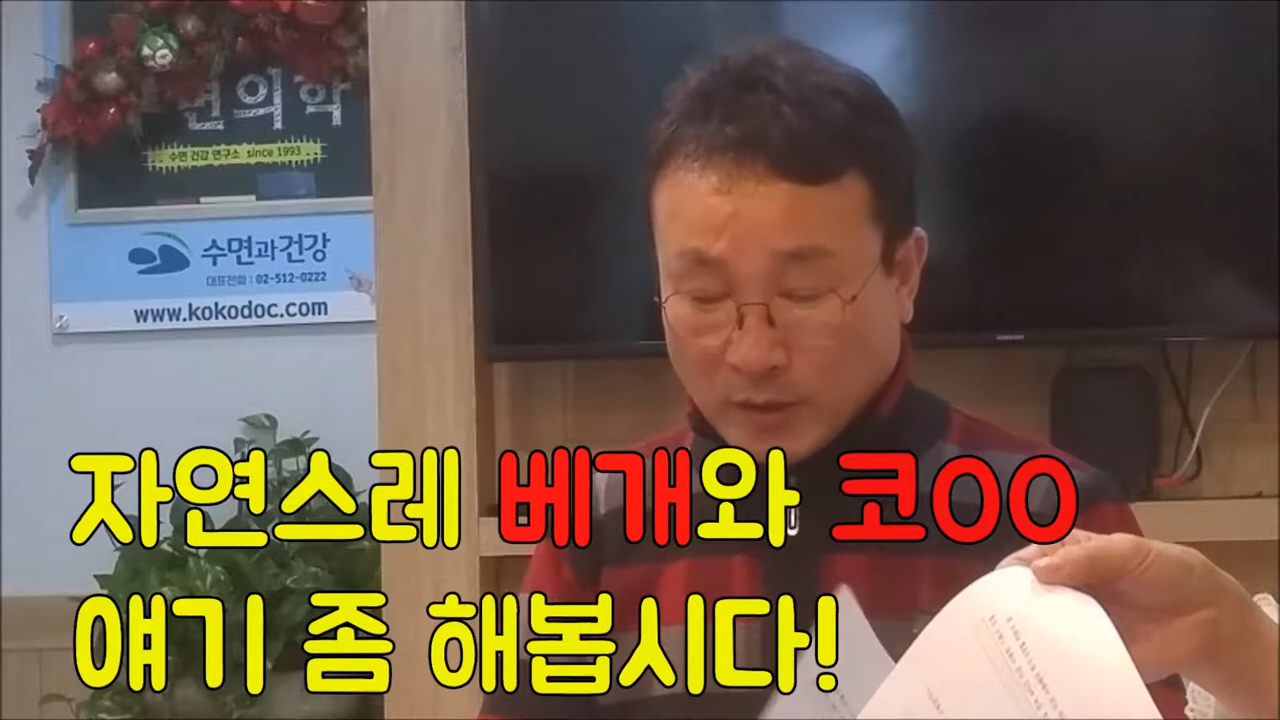 면의학
수면 건강 연구소 since 1993
수면과건강
대표전화 : 02-512-0222
www.kokodoc.com
SAMSUNG
자연스레 베개와 코OO
얘기 좀 해봅시다!